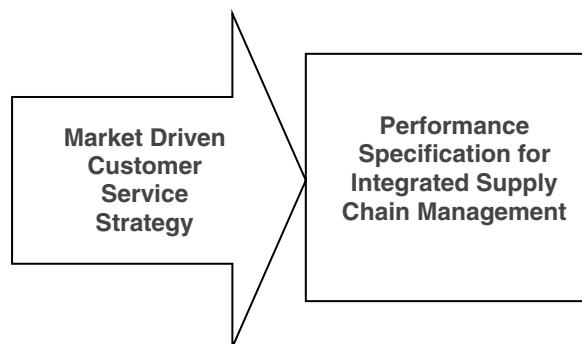 Market Driven
Customer
Service
Strategy
Performance
Specification for
Integrated Supply
Chain Management